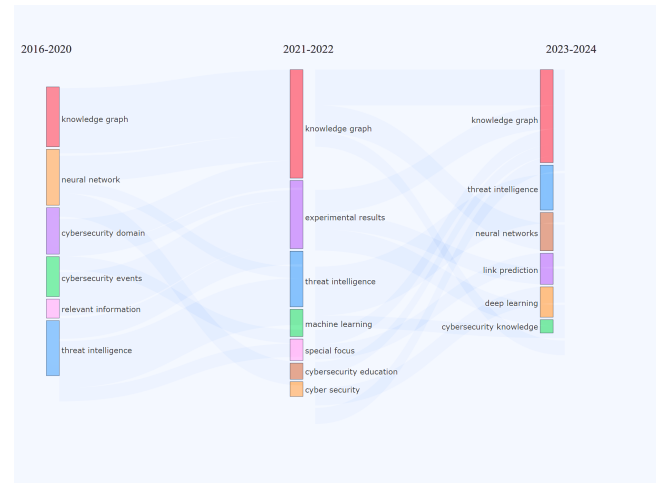 2016-2020
2021-2022
2023-2024
knowledge graph
neural network
cybersecurity domain
cybersecurity events
relevant information
threat intelligence
knowledge graph
experimental results
threat intelligence
machine learning
special focus
cybersecurity education
cyber security
knowledge graph
threat intelligence
neural networks
link prediction
deep learning
cybersecurity knowledge